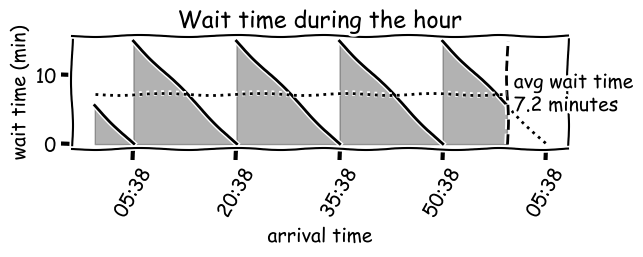 Wait time during the hour
wait time (min)
10
0
avg wait time
7.2 minutes
05:38
20:38
35:38
50:38
05:38
arrival time